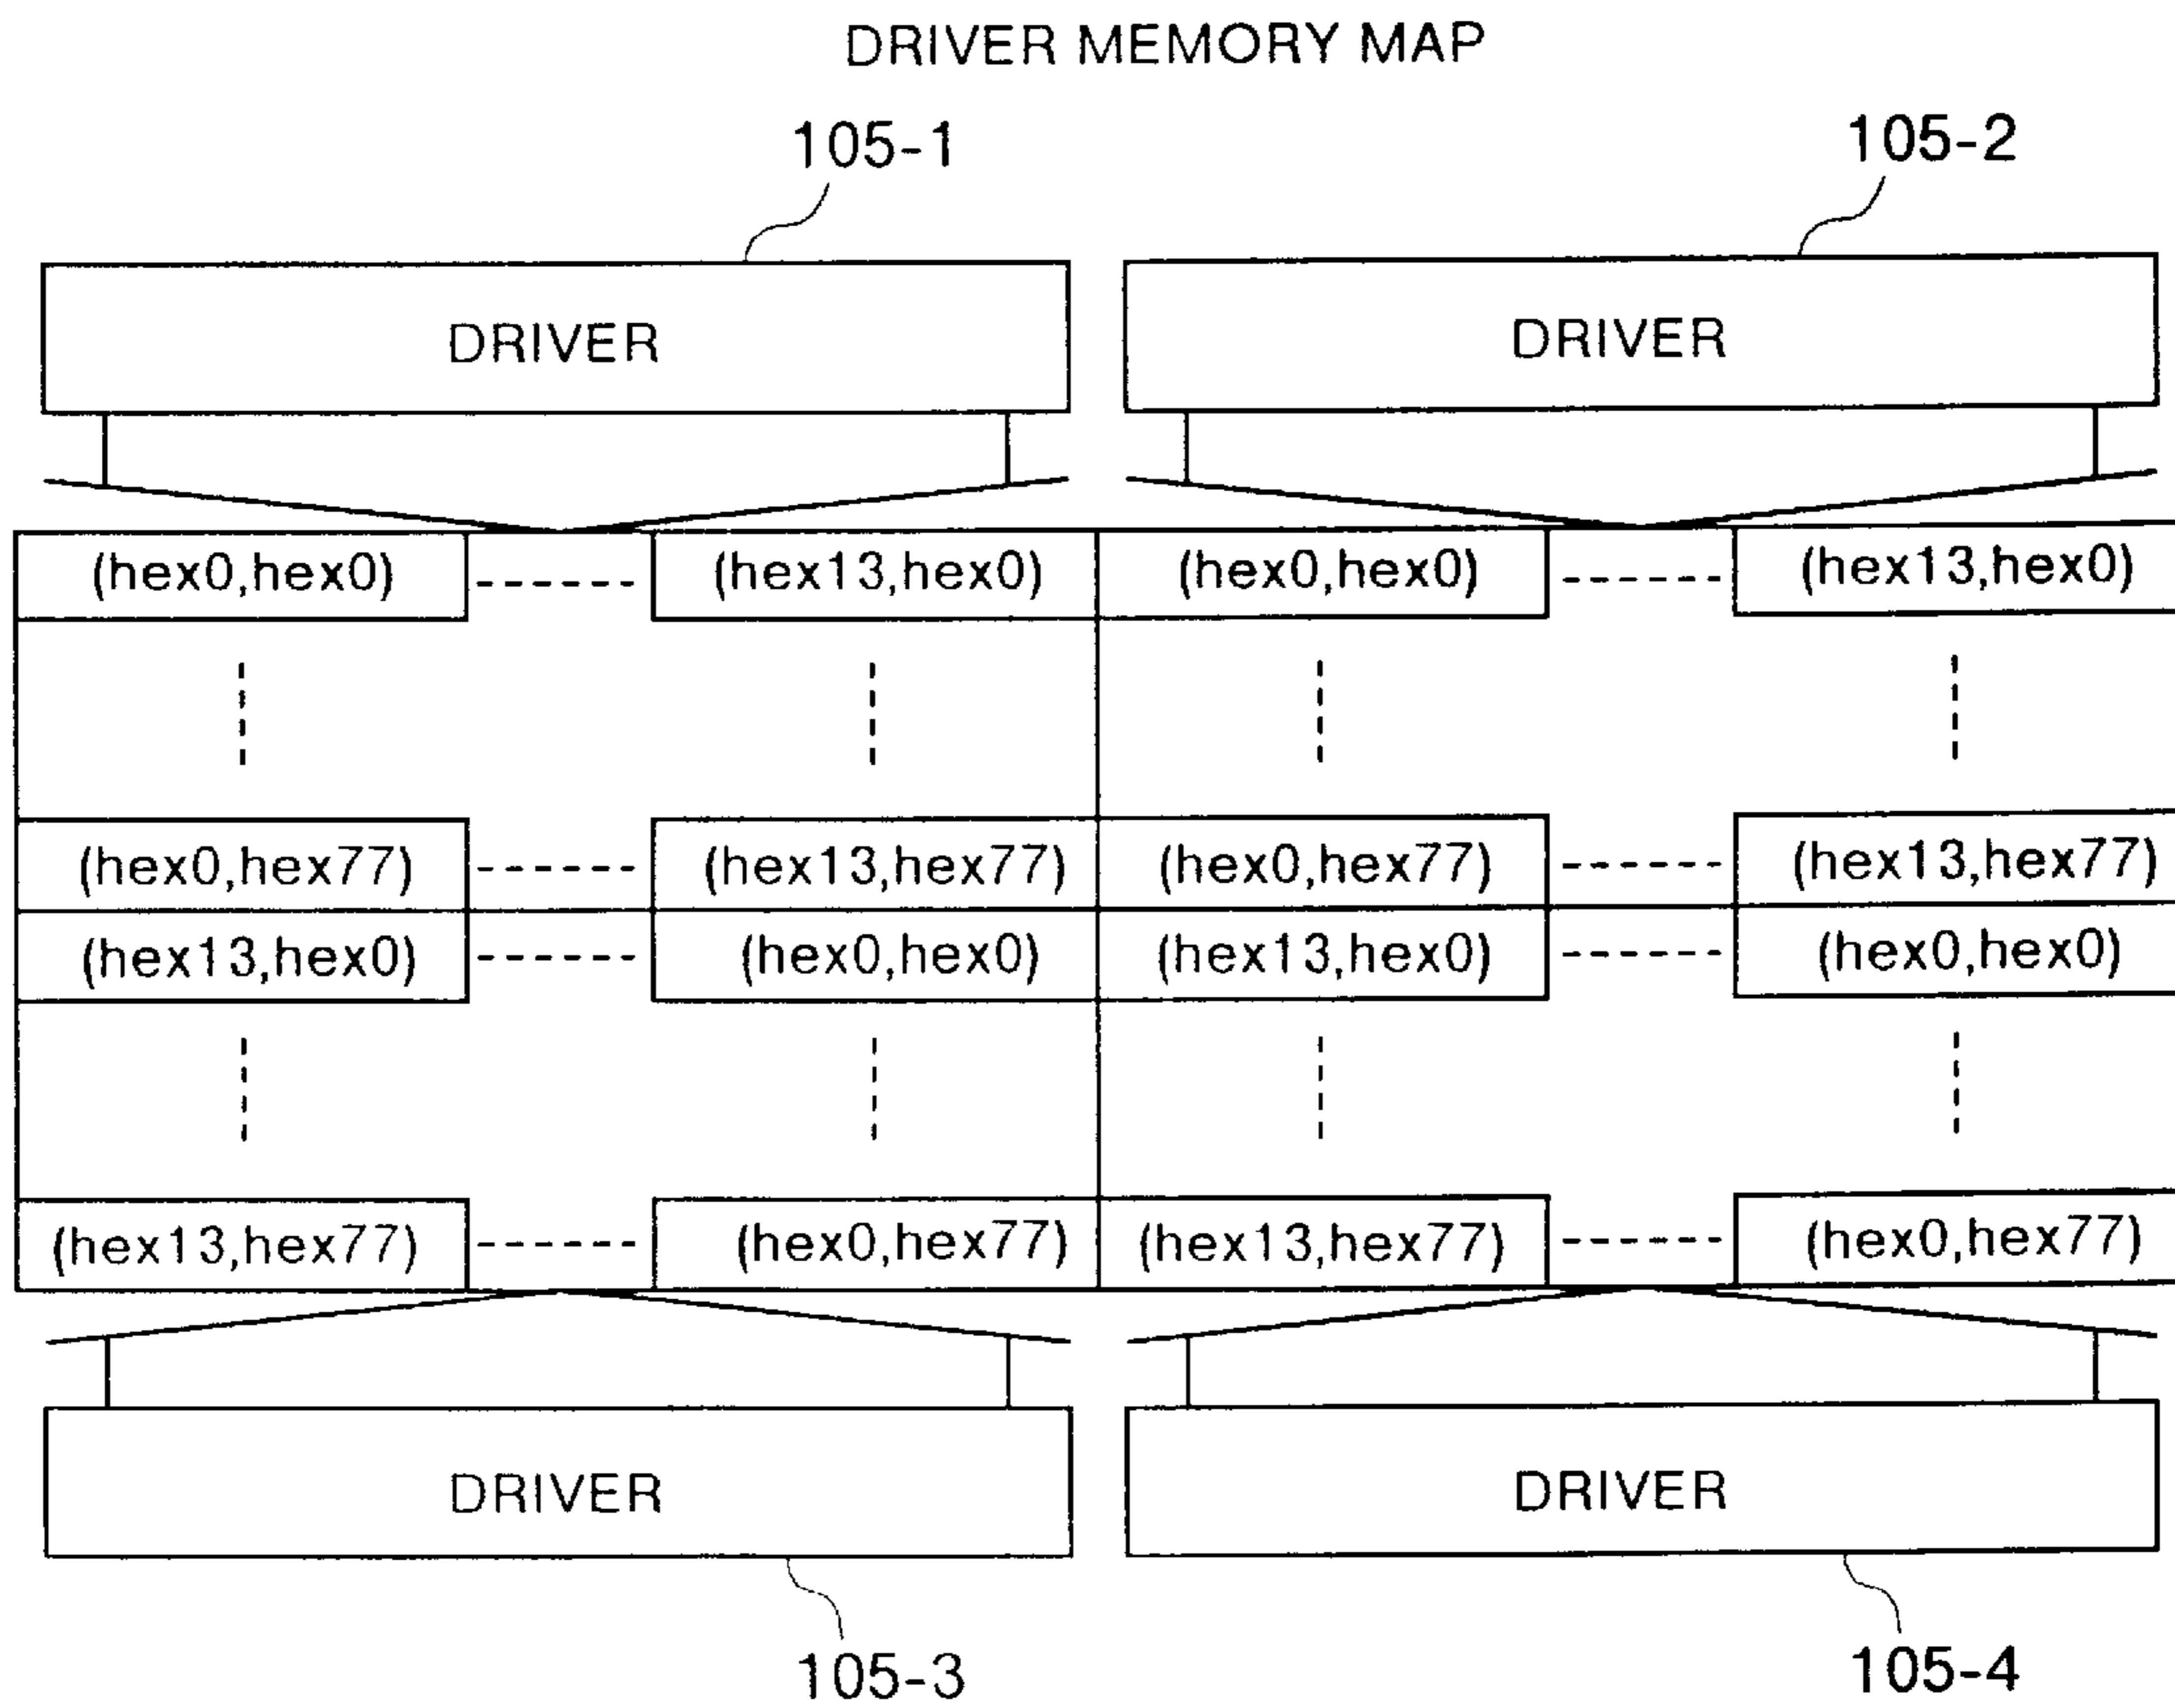 DRIVER MEMORY MAP
105-1 105-2
DRIVER DRIVER
(hex0,hex0) (hex13,hex0) (hex0,hex0) (hex13,hex0)
(hex0,hex77) (hex13,hex77) (hex0,hex77) (hex13,hex77)
(hex13,hex0) (hex0,hex0) (hex13,hex0) (hex0,hex0)
(hex13,hex77) (hex0,hex77) (hex13,hex77) (hex0,hex77)
DRIVER DRIVER
105-3 105-4